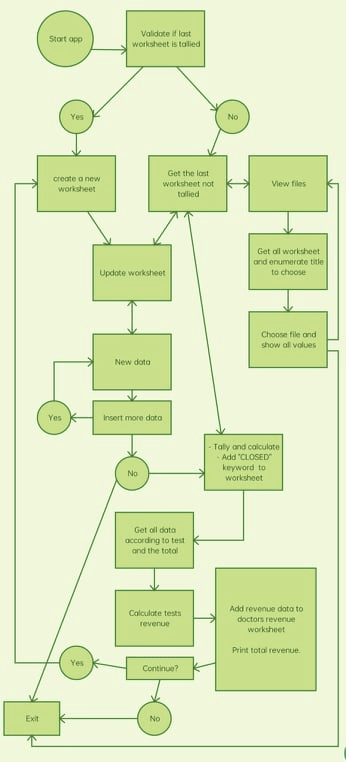 Start app
Validate if last
worksheet is tallied
Yes
No
create a new
worksheet
Get the last
worksheet not
tallied
View files
Get all worksheet
and enumerate title
to choose
Update worksheet
Choose file and
show all values
New data
Yes
Insert more data
- Tally and calculate
- Add "CLOSED"
keyword to
worksheet
No
Get all data
according to test
and the total
Calculate tests
revenue
Add revenue data to
doctors revenue
worksheet
Print total revenue.
Yes
Continue?
Exit
No